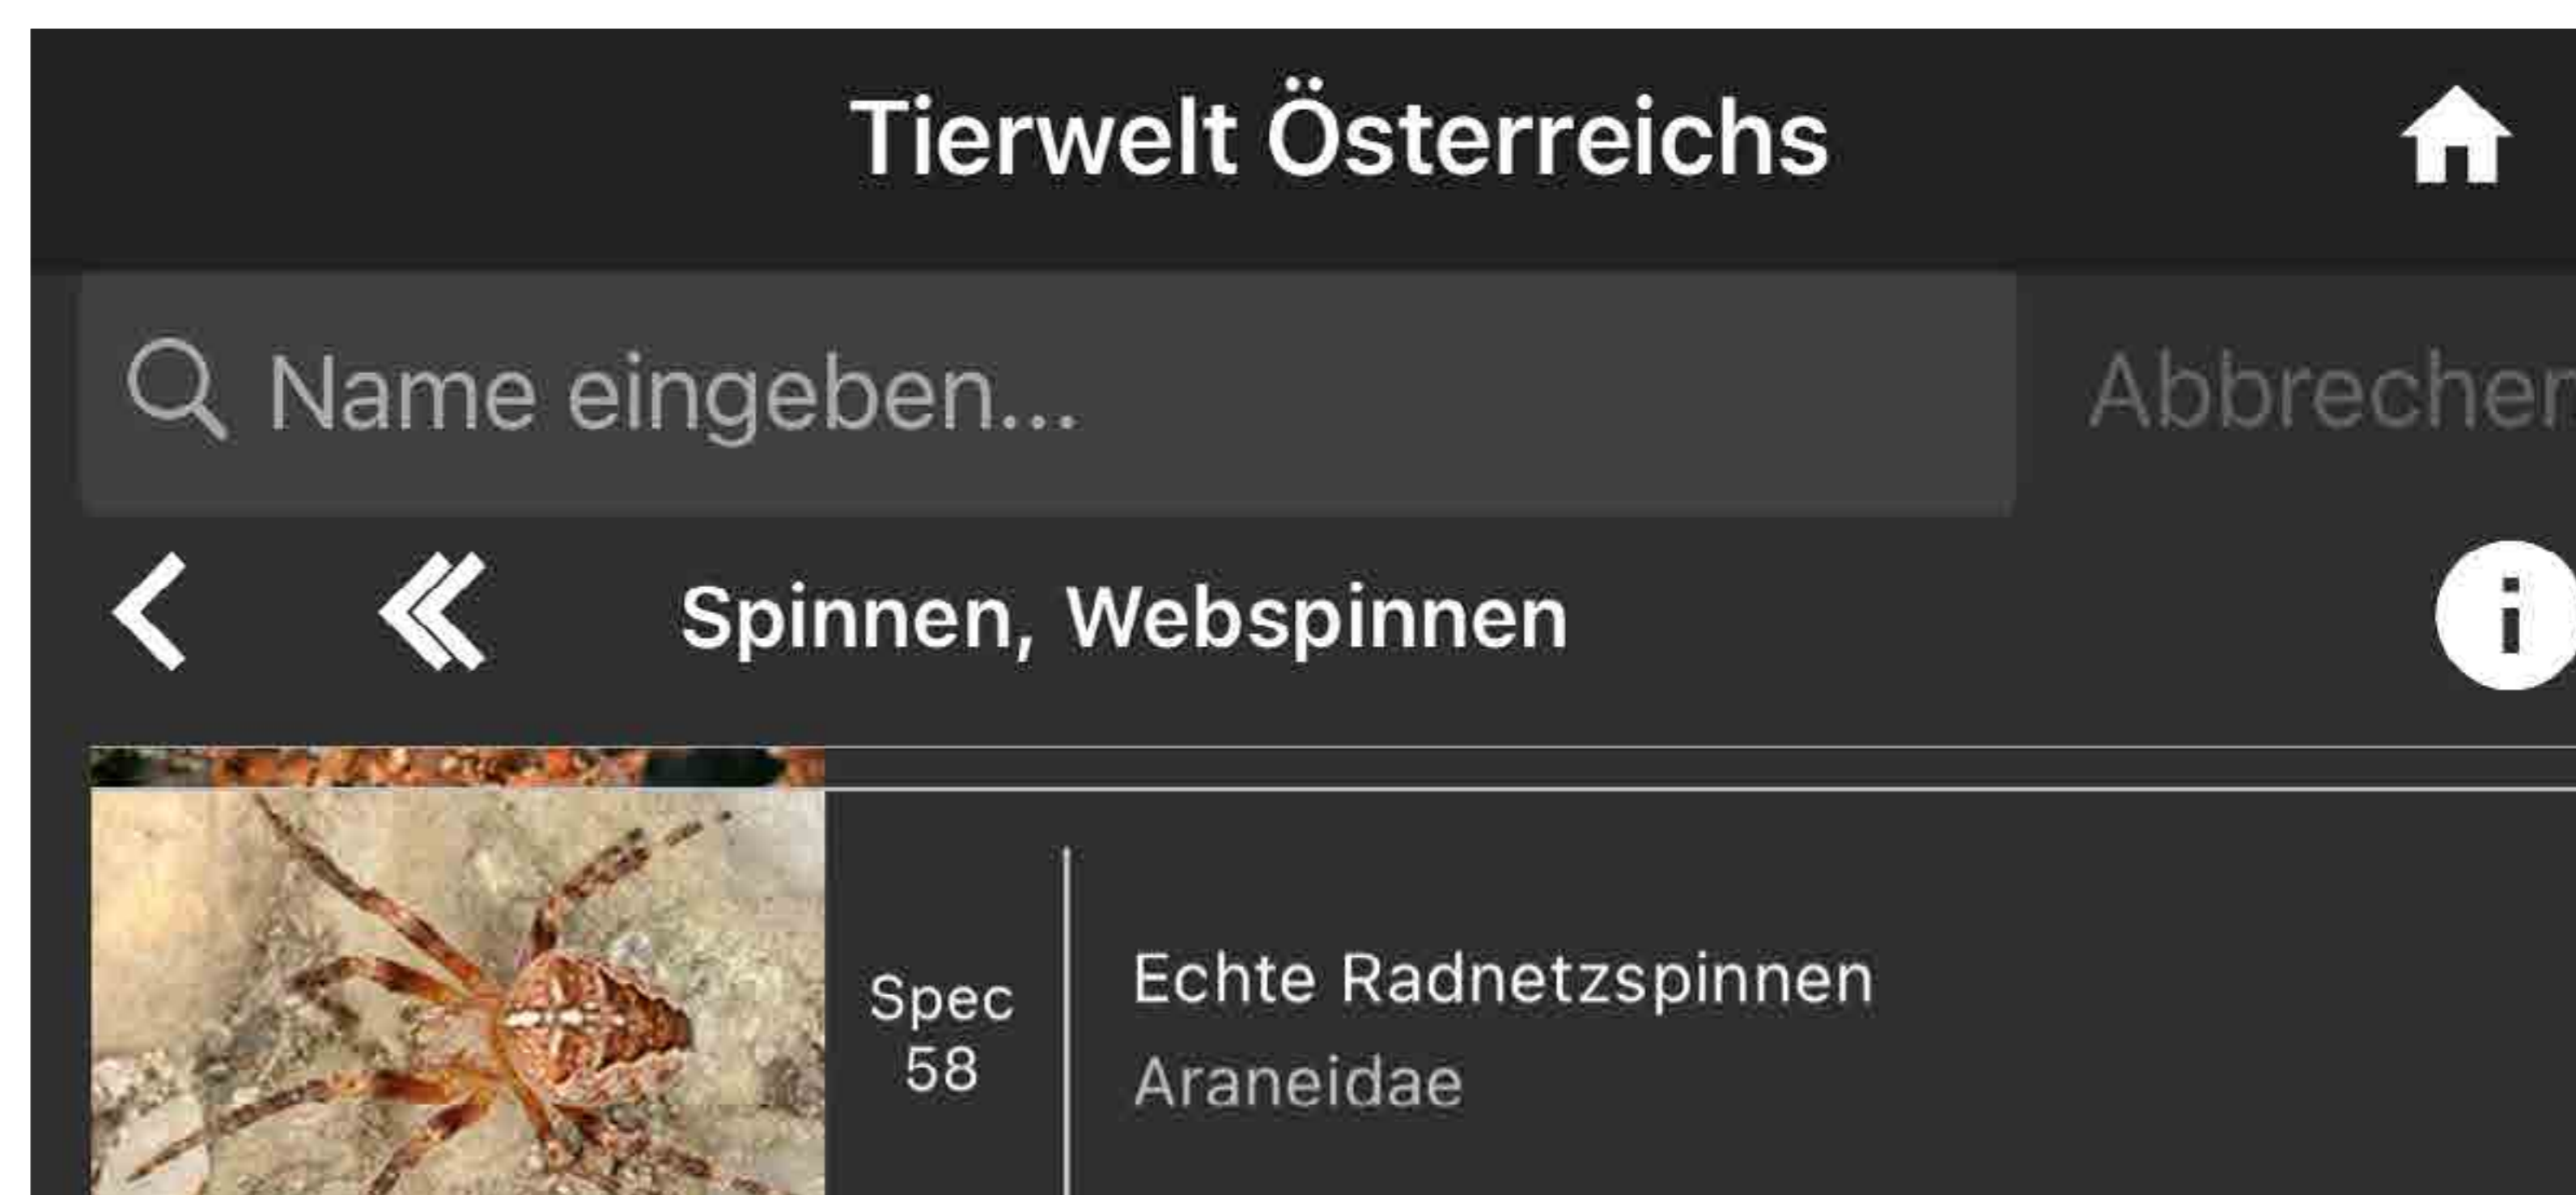 Tierwelt Österreichs
Name eingeben...
Spinnen, Webspinnen
Spec
58
Echte Radnetzspinnen
Araneidae